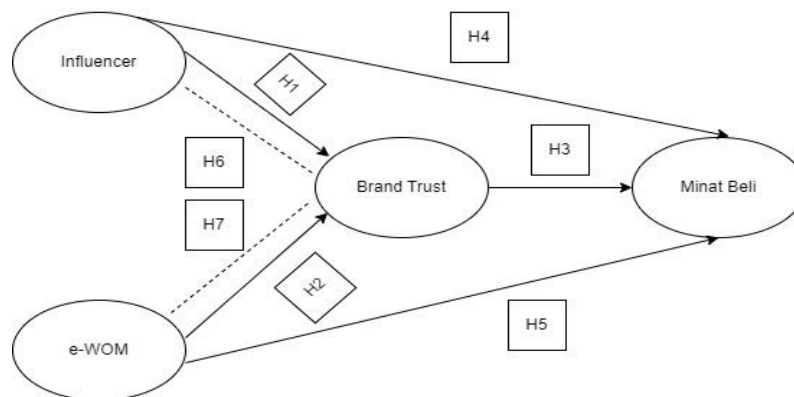 H4
Influencer
H1
H6
H3
Brand Trust
Minat Beli
H7
H2
H5
e-WOM